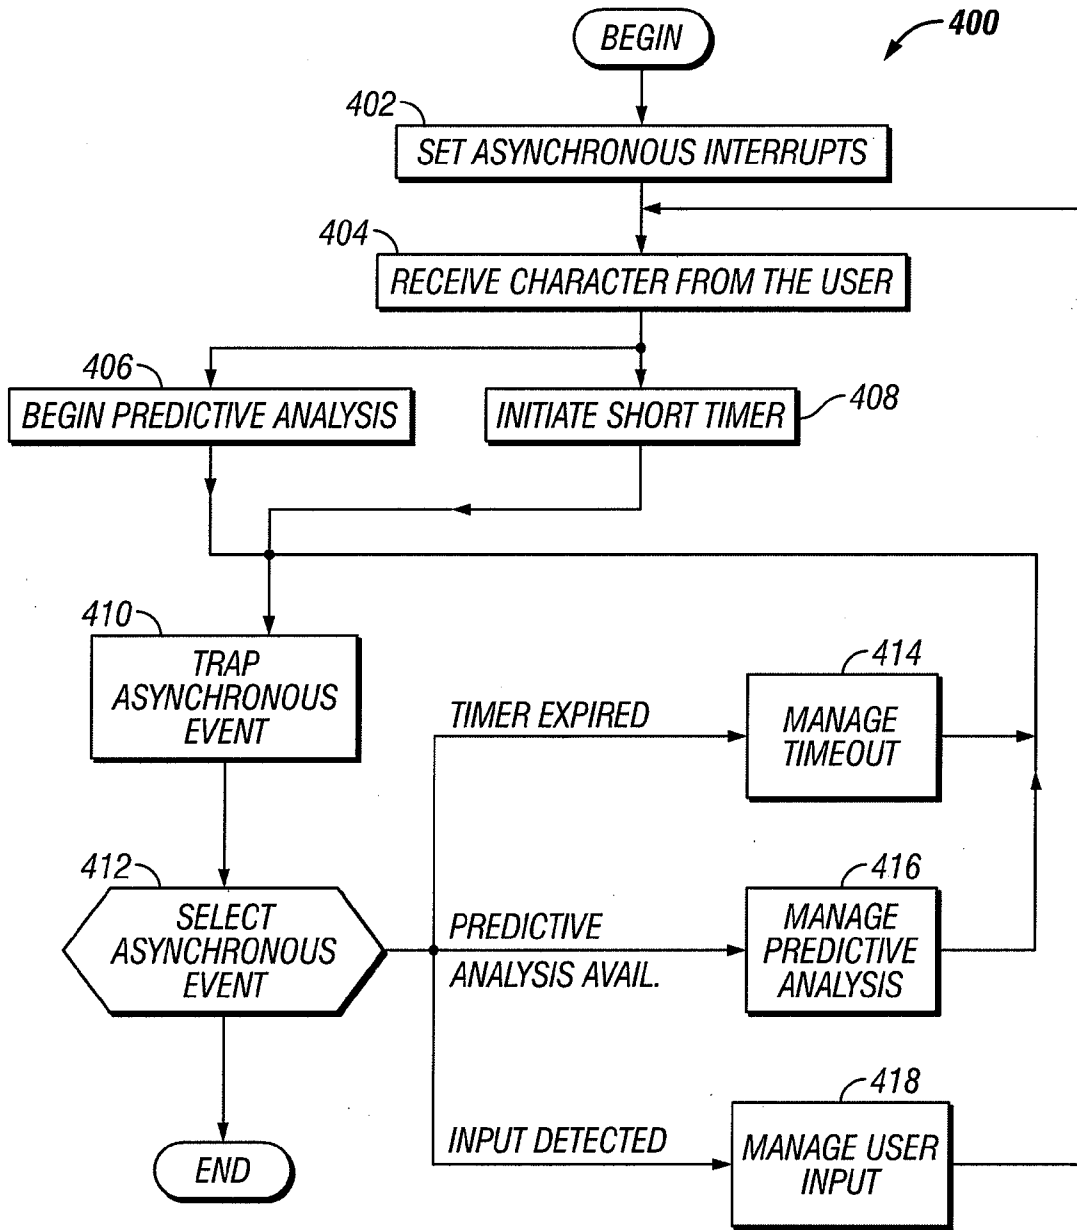 BEGIN
400
402
SET ASYNCHRONOUS INTERRUPTS
404
RECEIVE CHARACTER FROM THE USER
406
BEGIN PREDICTIVE ANALYSIS
INITIATE SHORT TIMER
408
410
TRAP
ASYNCHRONOUS
EVENT
414
TIMER EXPIRED
MANAGE
TIMEOUT
412
SELECT
ASYNCHRONOUS
EVENT
PREDICTIVE
ANALYSIS AVAIL.
416
MANAGE
PREDICTIVE
ANALYSIS
418
INPUT DETECTED
MANAGE USER
INPUT
END